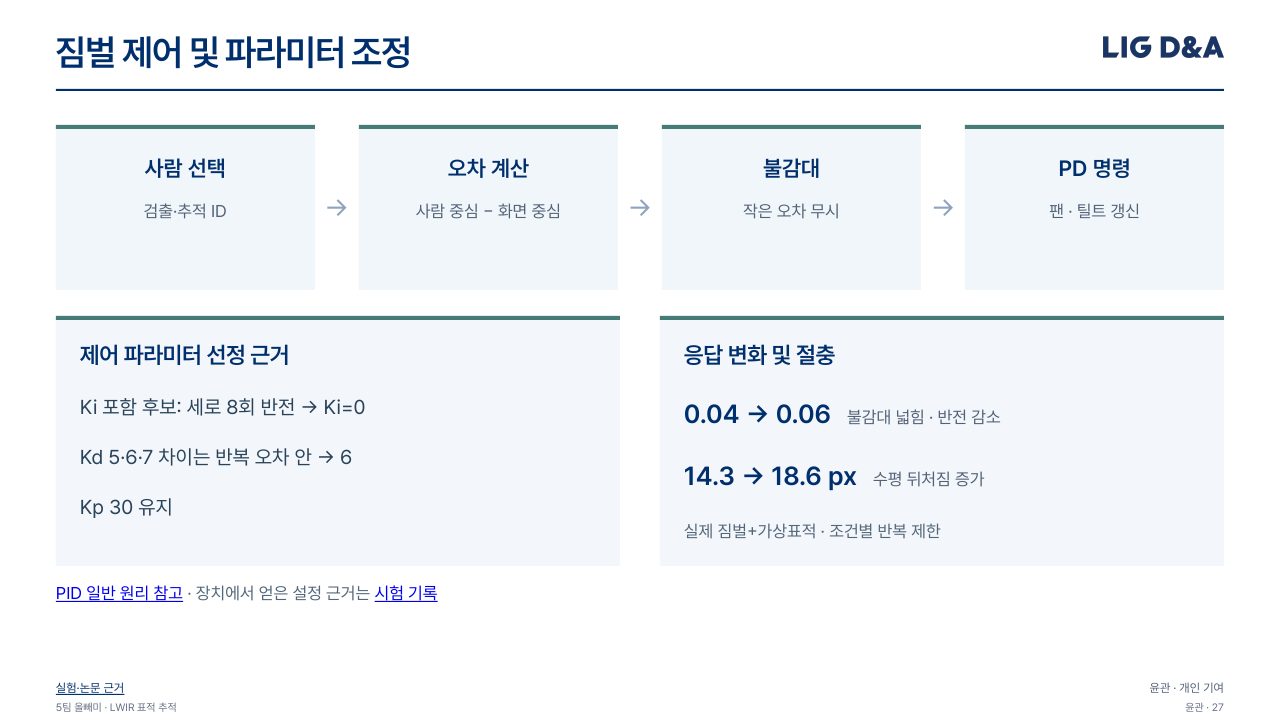 짐벌 제어 및 파라미터 조정
LIG D&A
사람 선택
검출·추적 ID
→
오차 계산
사람 중심 − 화면 중심
→
불감대
작은 오차 무시
→
PD 명령
팬 · 틸트 갱신
제어 파라미터 선정 근거
Ki 포함 후보: 세로 8회 반전 → Ki=0
Kd 5·6·7 차이는 반복 오차 안 → 6
Kp 30 유지
응답 변화 및 절충
0.04 → 0.06 불감대 넓힘 · 반전 감소
14.3 → 18.6 px 수평 뒤처짐 증가
실제 짐벌+가상표적 · 조건별 반복 제한
PID 일반 원리 참고 · 장치에서 얻은 설정 근거는 시험 기록
실험·논문 근거
5팀 올빼미 · LWIR 표적 추적
윤관 · 개인 기여
윤관 · 27